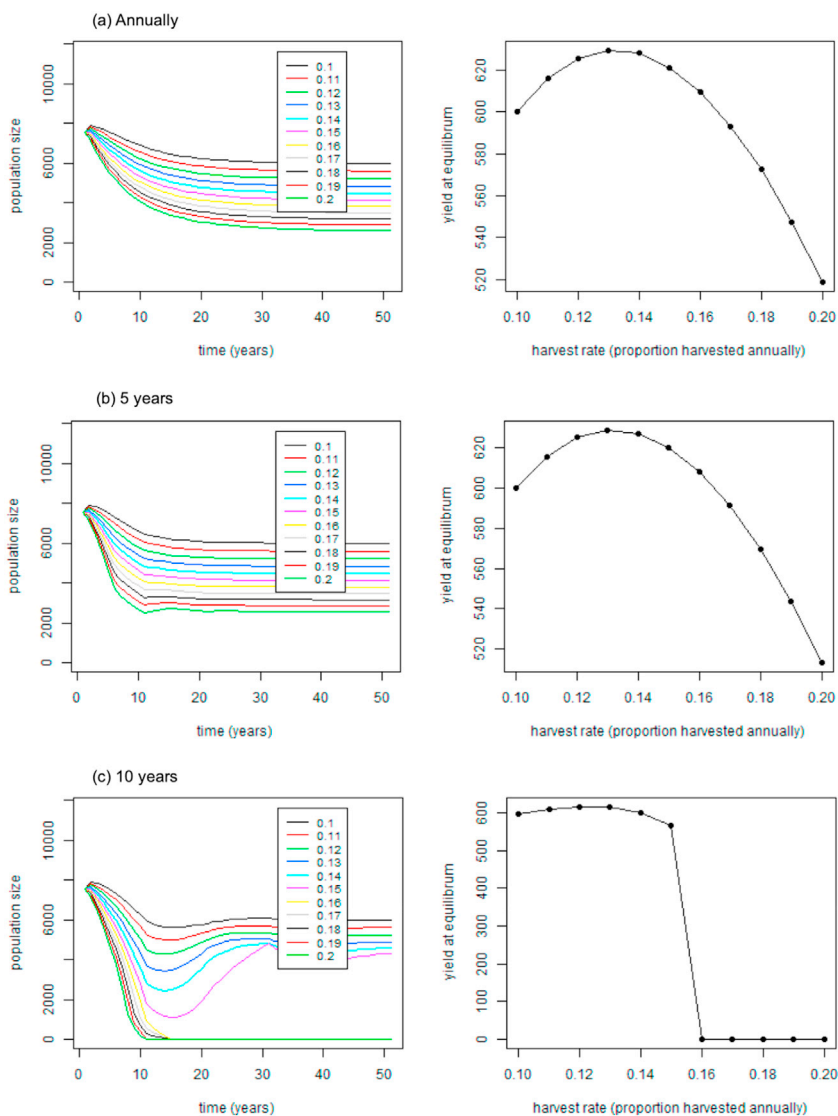 (a) Annually
population size
0 2000 6000 10000
0 10 20 30 40 50
time (years)
0.1
0.11
0.12
0.13
0.14
0.15
0.16
0.17
0.18
0.19
0.2
yield at equilibrum
520 540 560 580 600 620
0.10 0.12 0.14 0.16 0.18 0.20
harvest rate (proportion harvested annually)
(b) 5 years
population size
0 2000 6000 10000
0 10 20 30 40 50
time (years)
0.1
0.11
0.12
0.13
0.14
0.15
0.16
0.17
0.18
0.19
0.2
yield at equilibrum
520 540 560 580 600 620
0.10 0.12 0.14 0.16 0.18 0.20
harvest rate (proportion harvested annually)
(c) 10 years
population size
0 2000 6000 10000
0 10 20 30 40 50
time (years)
0.1
0.11
0.12
0.13
0.14
0.15
0.16
0.17
0.18
0.19
0.2
yield at equilibrum
0 100 200 300 400 500 600
0.10 0.12 0.14 0.16 0.18 0.20
harvest rate (proportion harvested annually)